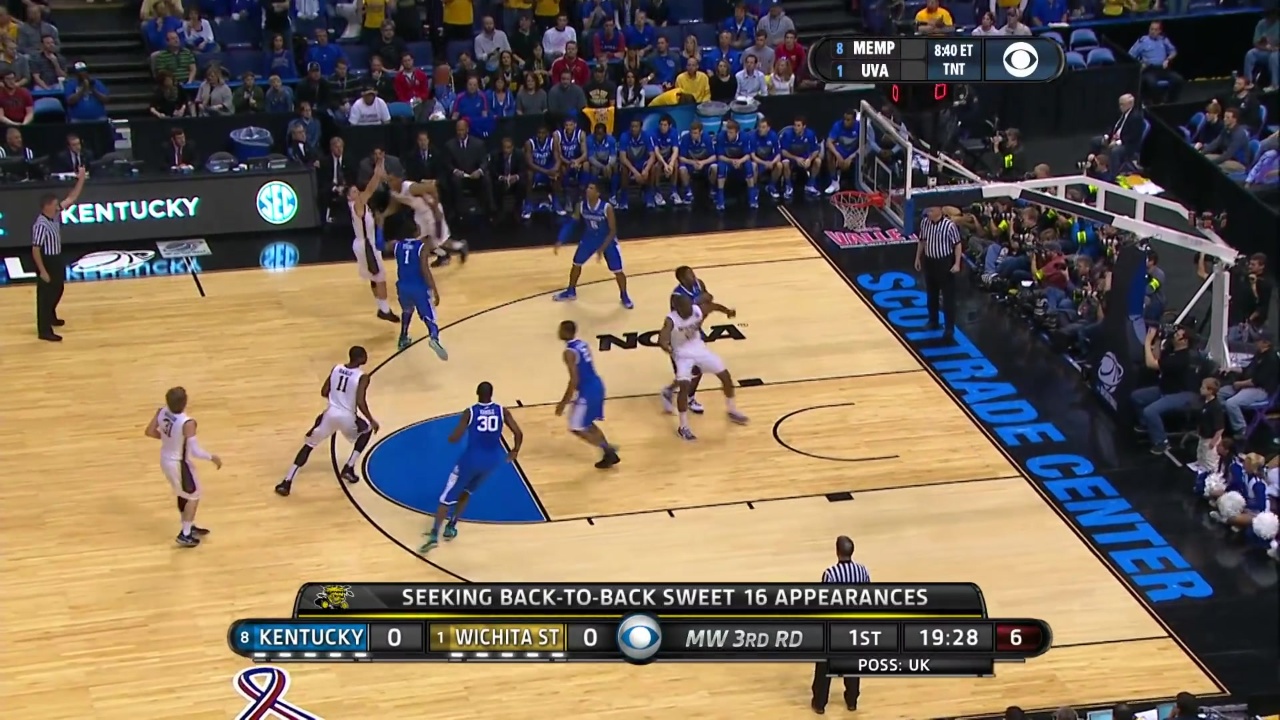 8 MEMP 8:40 ET
1 UVA TNT
KENTUCKY
SEC
1
11
31
30
NCAA
SCOTTRADE CENTER
SEEKING BACK-TO-BACK SWEET 16 APPEARANCES
8 KENTUCKY 0 1 WICHITA ST 0 MW 3RD RD 1ST 19:28 6
POSS: UK